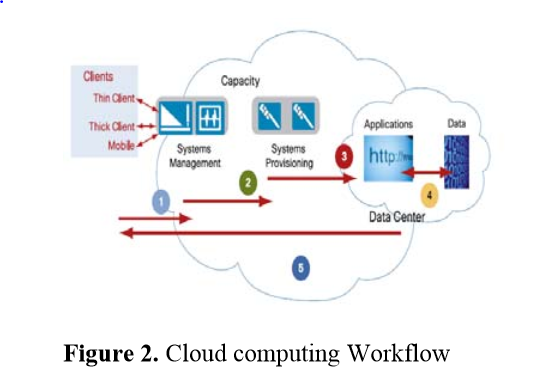 Clients
Thin Client
Thick Client
Mobile
Capacity
Systems
Management
Systems
Provisioning
Applications
Data
http://
Data Center
1
2
3
4
5
Figure 2. Cloud computing Workflow